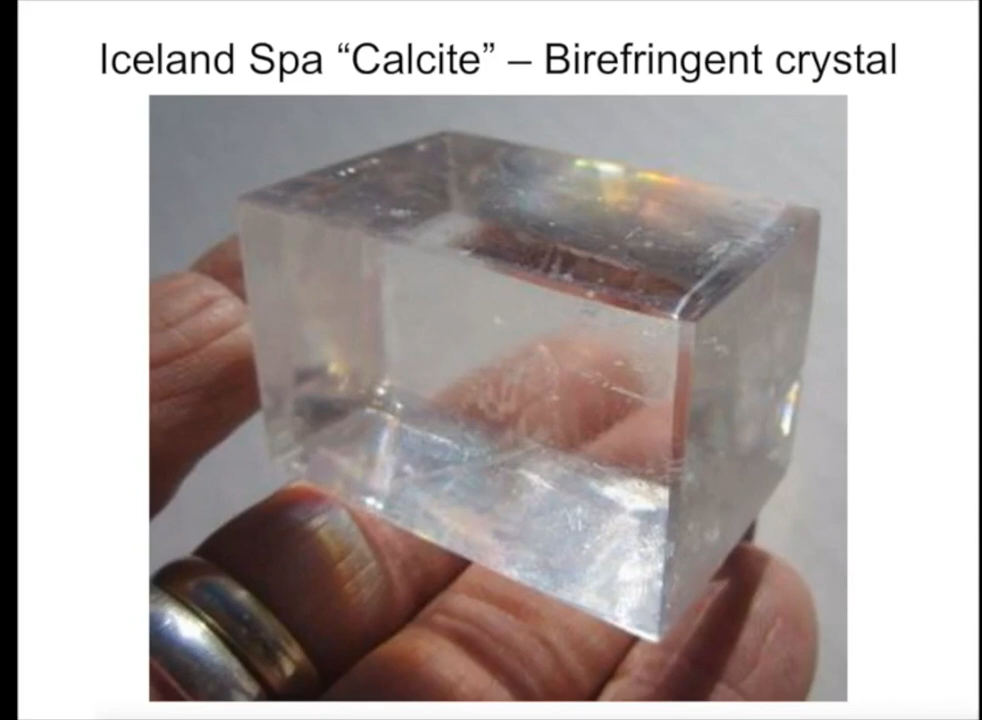 Iceland Spa “Calcite” – Birefringent crystal